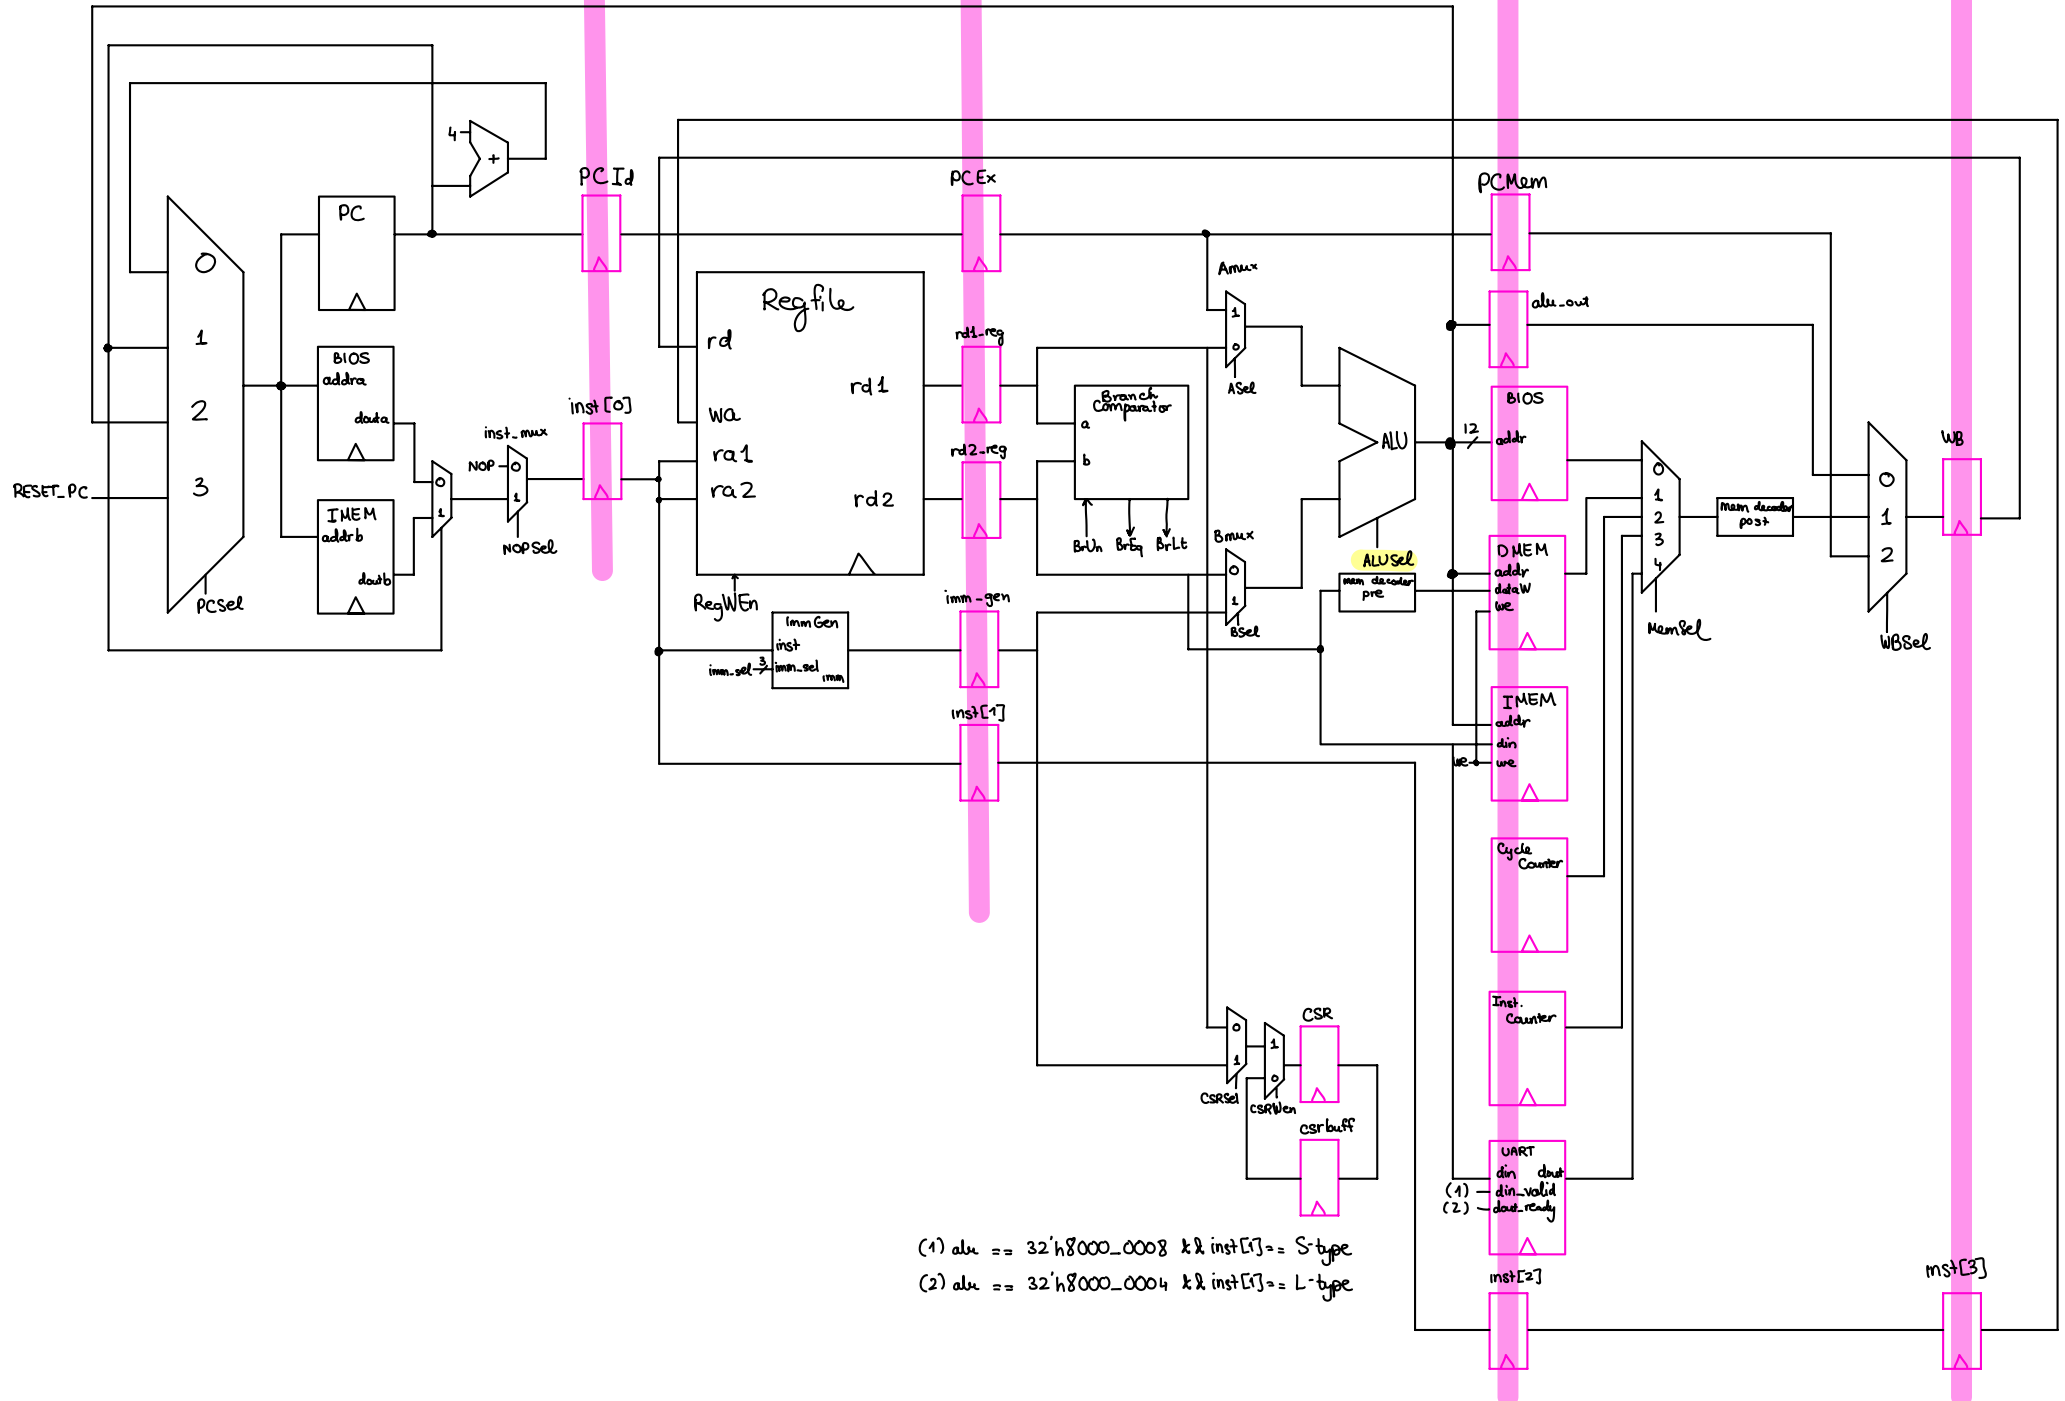 4
+
PC Id
PC Ex
PCMem
PC
0
1
2
3
RESET_PC
PCSel
BIOS
addra
douta
IMEM
addrb
doutb
0
1
inst_mux
NOP
0
1
NOPSel
inst[0]
Regfile
rd
wa
ra1
ra2
rd1
rd2
RegWEn
ImmGen
inst
imm_sel
3
imm_sel
imm
rd1_reg
rd2_reg
imm_gen
inst[1]
Branch
Comparator
a
b
BrUn
BrEq
BrLt
Amux
1
0
ASel
Bmux
0
1
BSel
ALU
ALUSel
mem decoder
pre
alu_out
BIOS
12
addr
DMEM
addr
dataW
we
IMEM
addr
din
we
we
Cycle
Counter
Inst.
Counter
UART
din
dout
(1)
din_valid
(2)
dout_ready
0
1
2
3
4
MemSel
mem decoder
post
0
1
2
WBSel
WB
0
1
CSRSel
1
0
CSRWen
CSR
csrbuff
(1) alu == 32'h8000_0008 && inst[1] == S-type
(2) alu == 32'h8000_0004 && inst[1] == L-type
inst[2]
inst[3]